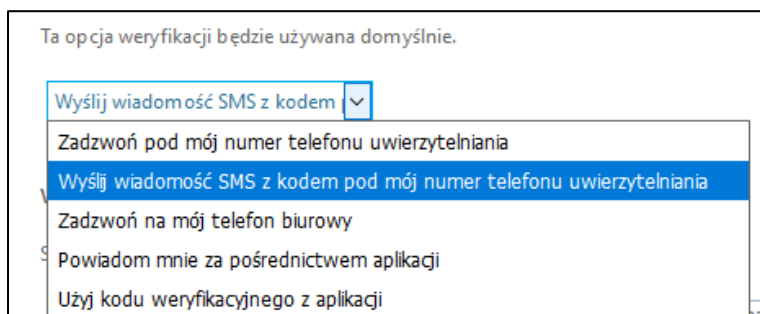 Ta opcja weryfikacji będzie używana domyślnie.
Wyślij wiadomość SMS z kodem
Zadzwoń pod mój numer telefonu uwierzytelniania
Wyślij wiadomość SMS z kodem pod mój numer telefonu uwierzytelniania
Zadzwoń na mój telefon biurowy
Powiadom mnie za pośrednictwem aplikacji
Użyj kodu weryfikacyjnego z aplikacji